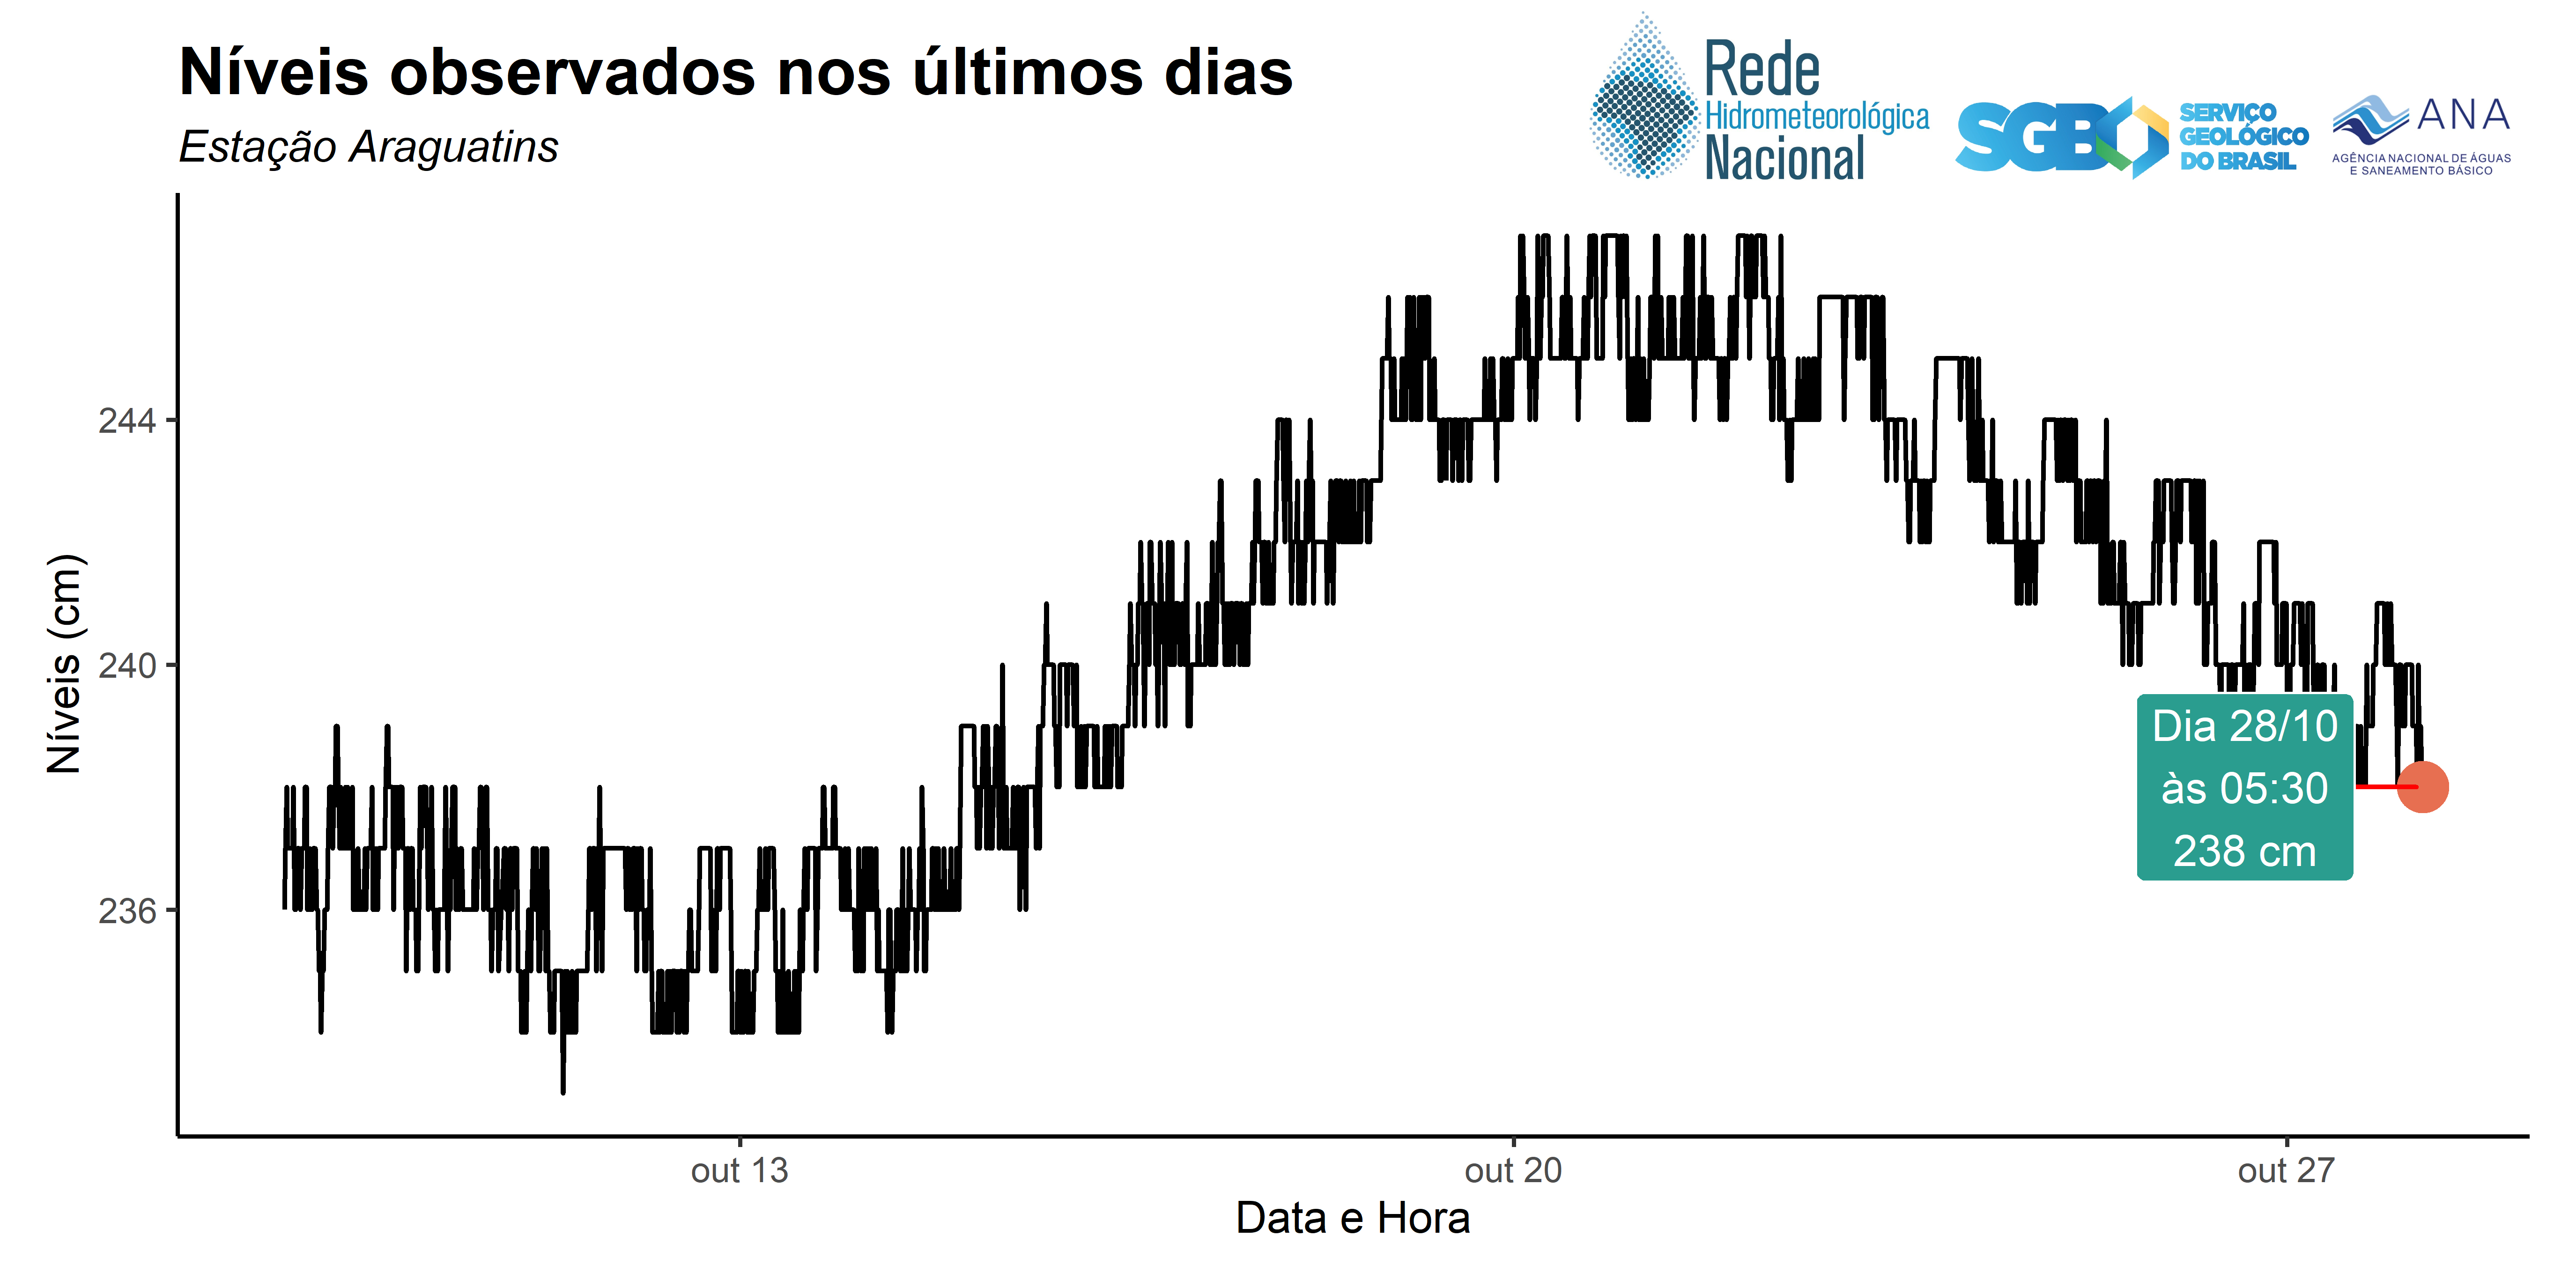 Níveis observados nos últimos dias
Estação Araguatins
Rede
Hidrometeorológica
Nacional
SGB
SERVIÇO
GEOLÓGICO
DO BRASIL
ANA
AGÊNCIA NACIONAL DE ÁGUAS
E SANEAMENTO BÁSICO
Níveis (cm)
244
240
236
Dia 28/10
às 05:30
238 cm
out 13
out 20
out 27
Data e Hora